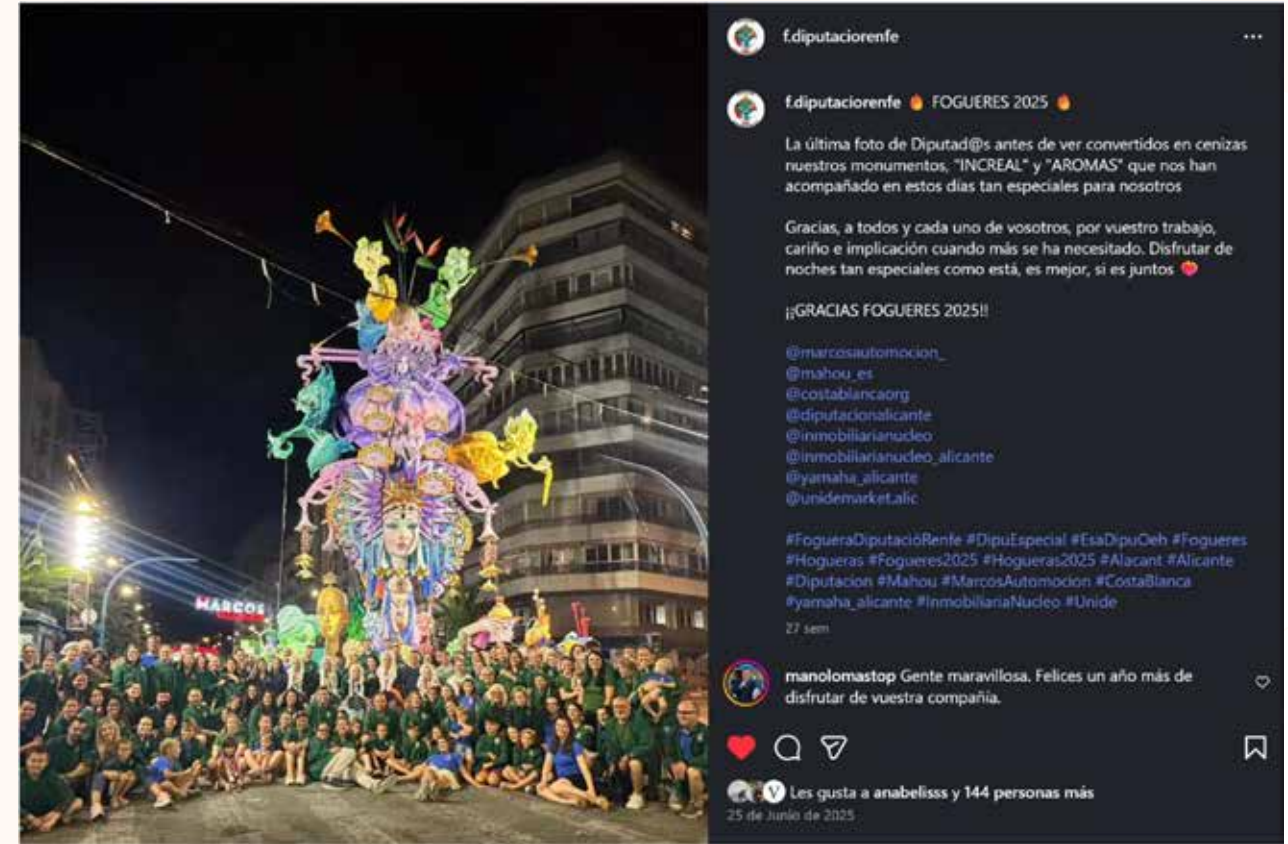 MARCOS
f.diputaciorenfe
f.diputaciorenfe 🔥 FOGUERES 2025 🔥
La última foto de Diputad@s antes de ver convertidos en cenizas
nuestros monumentos, "INCREAL" y "AROMAS" que nos han
acompañado en estos días tan especiales para nosotros
Gracias, a todos y cada uno de vosotros, por vuestro trabajo,
cariño e implicación cuando más se ha necesitado. Disfrutar de
noches tan especiales como está, es mejor, si es juntos 💝
¡¡GRACIAS FOGUERES 2025!!
@marcosautomocion_
@mahou_es
@costablancaorg
@diputacionalicante
@inmobiliarianucleo
@inmobiliarianucleo_alicante
@yamaha_alicante
@unidemarket.alic
#FogueraDiputacióRenfe #DipuEspecial #EsaDipuOeh #Fogueres
#Hogueras #Fogueres2025 #Hogueras2025 #Alacant #Alicante
#Diputacion #Mahou #MarcosAutomocion #CostaBlanca
#yamaha_alicante #InmobiliariaNucleo #Unide
27 sem
manolomastop Gente maravillosa. Felices un año más de
disfrutar de vuestra compañía.
V Les gusta a anabelisss y 144 personas más
25 de Junio de 2025